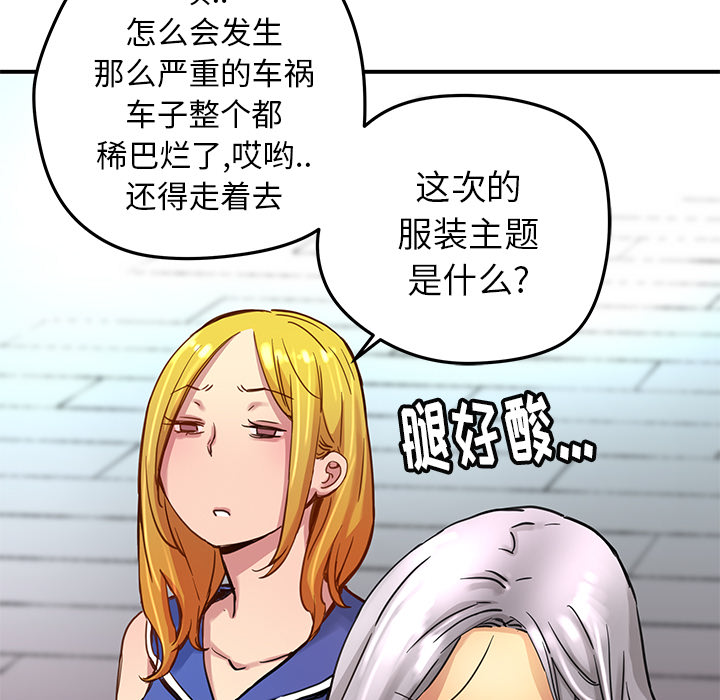 怎么会发生
那么严重的车祸
车子整个都
稀巴烂了,哎哟..
还得走着去
这次的
服装主题
是什么?
腿好酸...